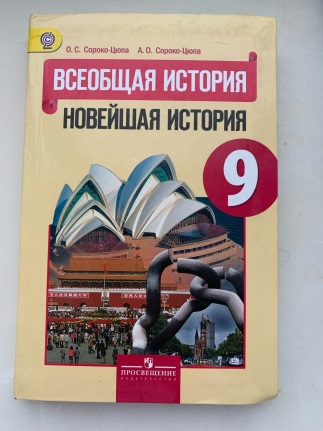 О. С. Сороко-Цюпа А. О. Сороко-Цюпа
ВСЕОБЩАЯ ИСТОРИЯ
НОВЕЙШАЯ ИСТОРИЯ
9
ПРОСВЕЩЕНИЕ
ИЗДАТЕЛЬСТВО